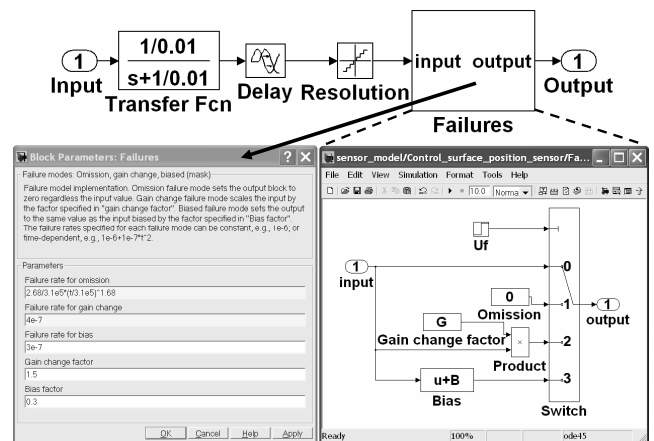 1
Input
1/0.01
s+1/0.01
Transfer Fcn
Delay
Resolution
input output
Failures
1
Output
Block Parameters: Failures
Failure modes: Omission, gain change, biased (mask)
Failure model implementation. Omission failure mode sets the output block to
zero regardless the input value. Gain change failure mode scales the input by
the factor specified in "gain change factor". Biased failure mode sets the output
to the same value as the input biased by the factor specified in "Bias factor".
The failure rates specified for each failure mode can be constant, e.g., 1e-6; or
time-dependent, e.g., 1e-6+1e-7*t^2.
Parameters
Failure rate for omission
2.68/3.1e5*(t/3.1e5)^1.68
Failure rate for gain change
4e-7
Failure rate for bias
3e-7
Gain change factor
1.5
Bias factor
0.3
OK Cancel Help Apply
sensor_model/Control_surface_position_sensor/Fa...
File Edit View Simulation Format Tools Help
10.0 Norma
Uf
1
input
0
Omission
G
Gain change factor
×
Product
u+B
Bias
0
1
2
3
Switch
1
output
Ready 100% ode45